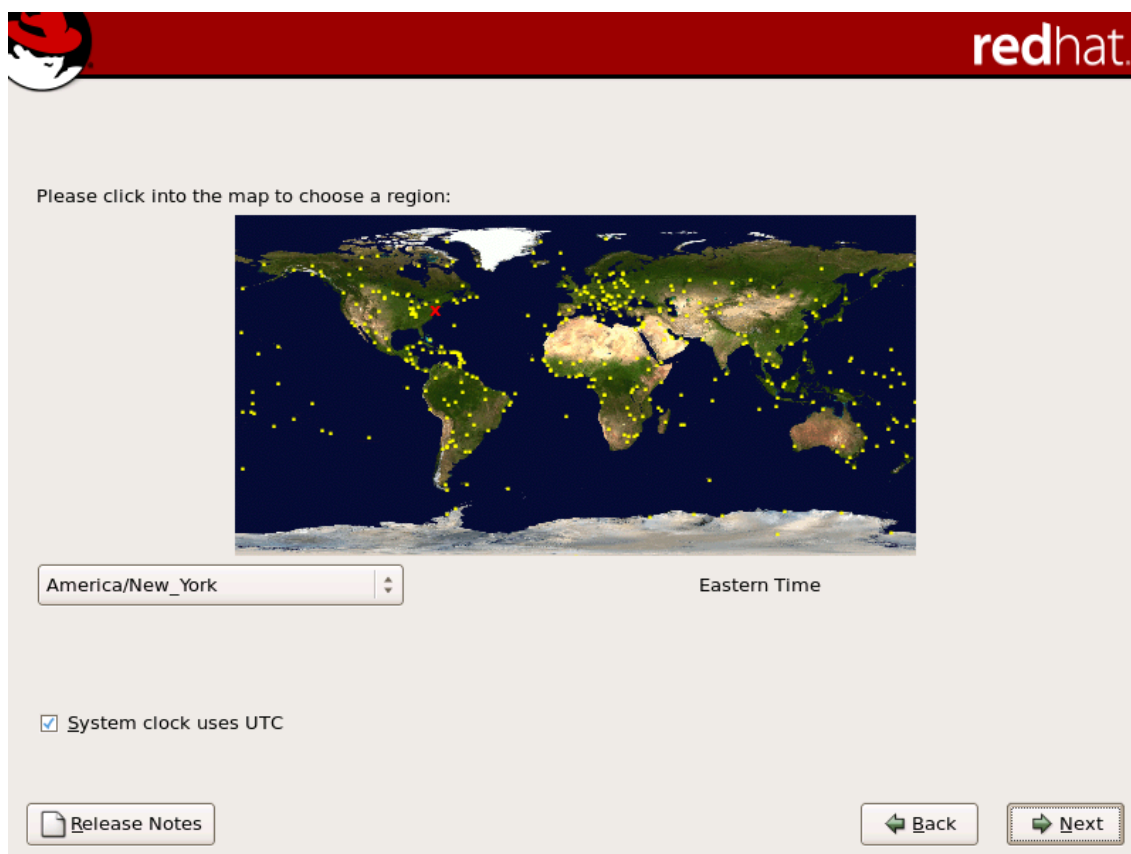 redhat.
Please click into the map to choose a region:
America/New_York
Eastern Time
System clock uses UTC
Release Notes
Back
Next